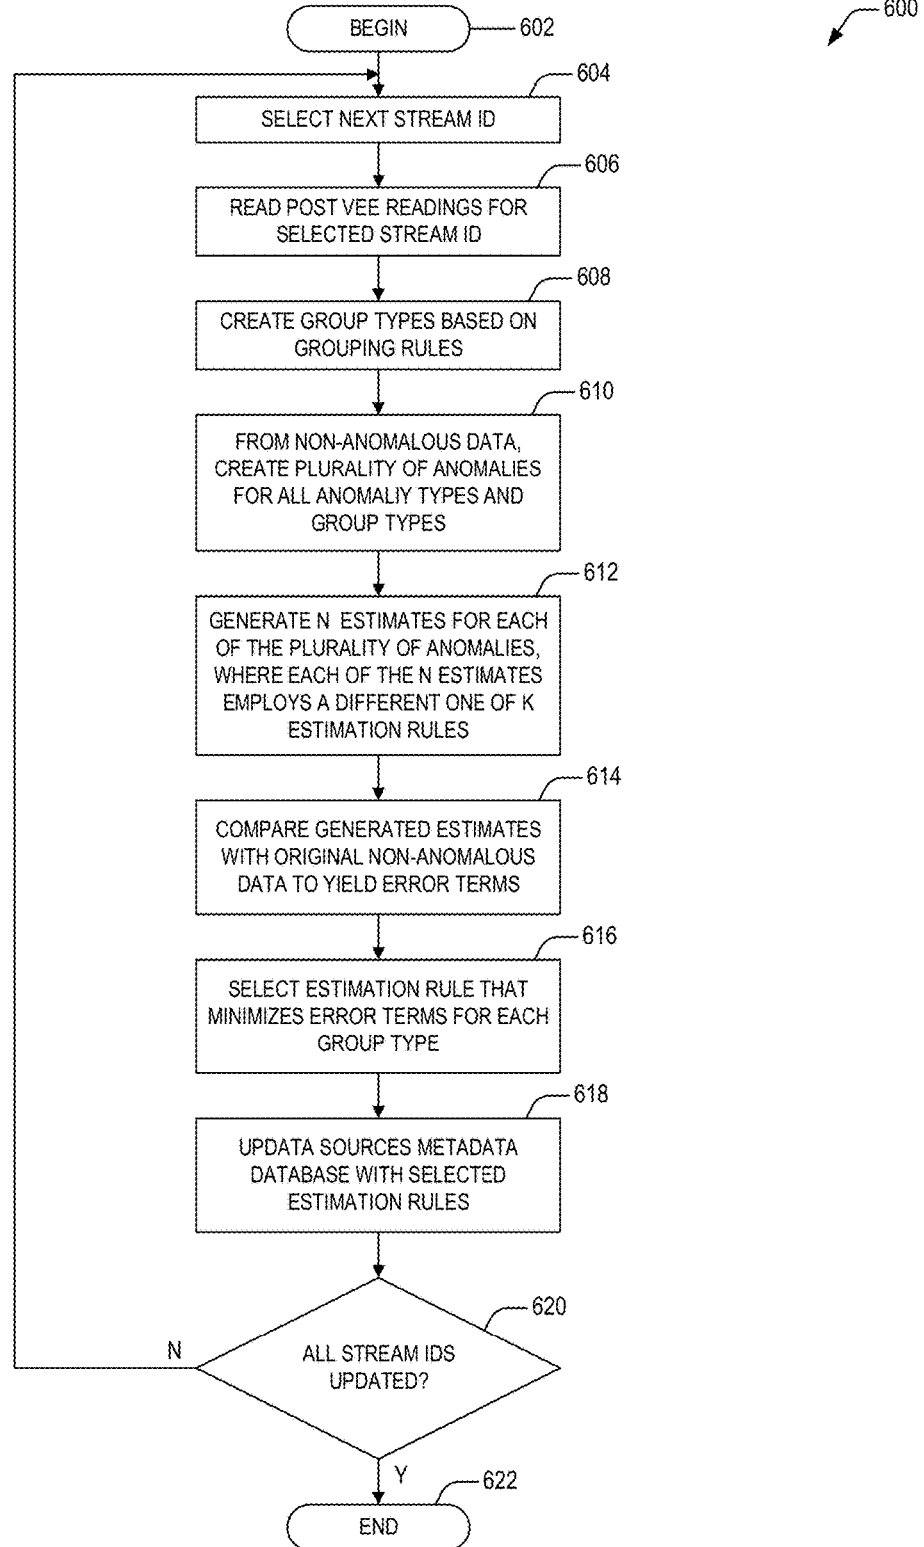 600
BEGIN
602
604
SELECT NEXT STREAM ID
606
READ POST VEE READINGS FOR
SELECTED STREAM ID
608
CREATE GROUP TYPES BASED ON
GROUPING RULES
610
FROM NON-ANOMALOUS DATA,
CREATE PLURALITY OF ANOMALIES
FOR ALL ANOMALIY TYPES AND
GROUP TYPES
612
GENERATE N ESTIMATES FOR EACH
OF THE PLURALITY OF ANOMALIES,
WHERE EACH OF THE N ESTIMATES
EMPLOYS A DIFFERENT ONE OF K
ESTIMATION RULES
614
COMPARE GENERATED ESTIMATES
WITH ORIGINAL NON-ANOMALOUS
DATA TO YIELD ERROR TERMS
616
SELECT ESTIMATION RULE THAT
MINIMIZES ERROR TERMS FOR EACH
GROUP TYPE
618
UPDATA SOURCES METADATA
DATABASE WITH SELECTED
ESTIMATION RULES
620
N
ALL STREAM IDS
UPDATED?
Y
622
END